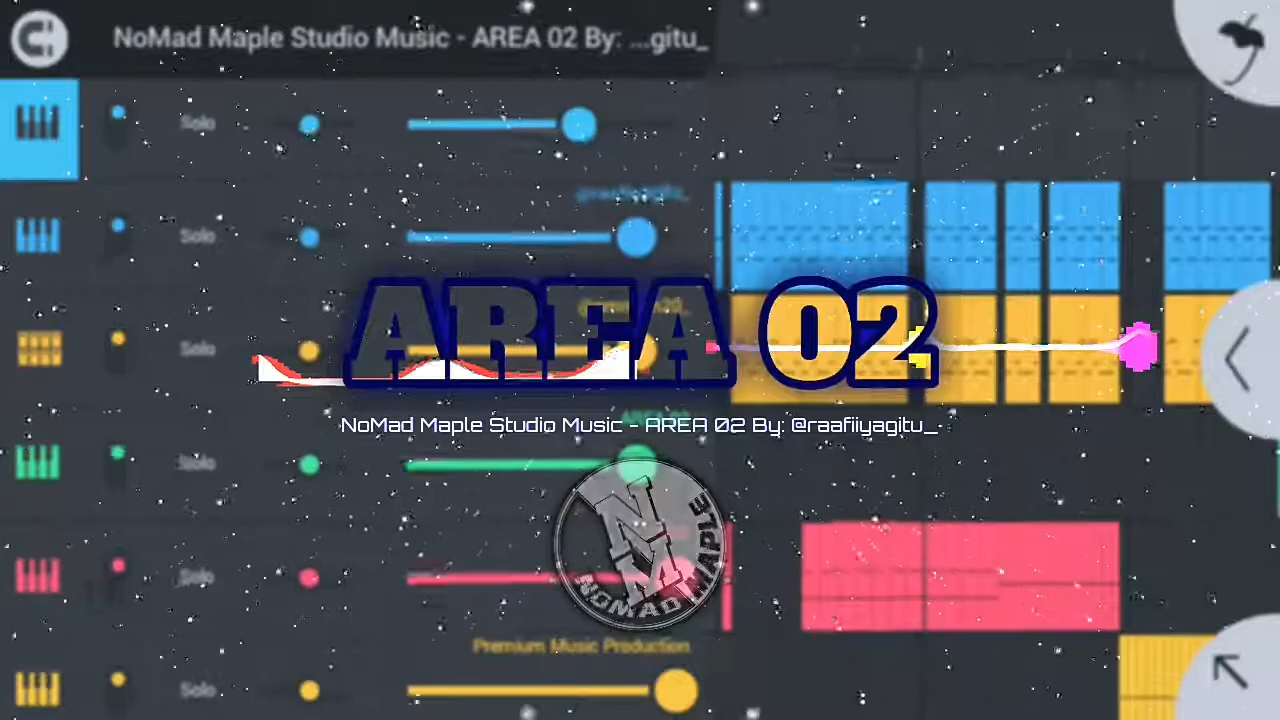 NoMad Maple Studio Music - AREA 02 By: ...gitu_
Solo
Solo
AREA 02
Solo
NoMad Maple Studio Music - AREA 02 By: @raafiiyagitu_
Solo
NM
NOMAD MAPLE
Solo
Premium Music Production
Solo